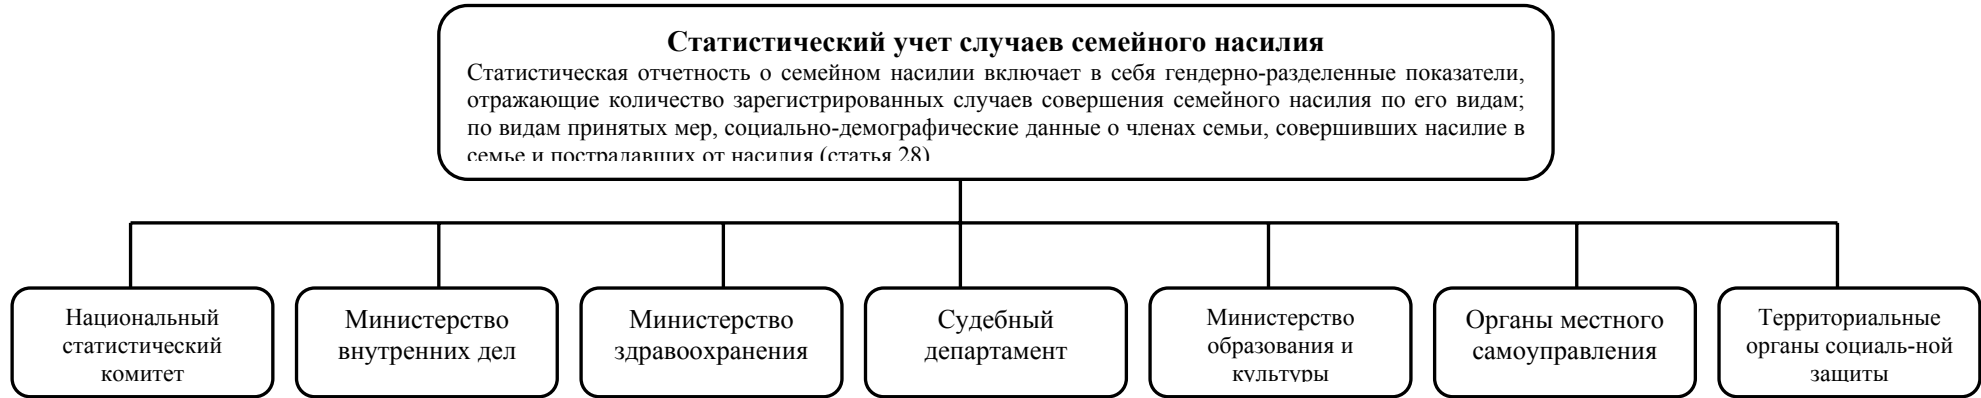 Статистический учет случаев семейного насилия
Статистическая отчетность о семейном насилии включает в себя гендерно-разделенные показатели,
отражающие количество зарегистрированных случаев совершения семейного насилия по его видам;
по видам принятых мер, социально-демографические данные о членах семьи, совершивших насилие в
семье и пострадавших от насилия (статья 28)
Национальный
статистический
комитет
Министерство
внутренних дел
Министерство
здравоохранения
Судебный
департамент
Министерство
образования и
культуры
Органы местного
самоуправления
Территориальные
органы социаль-ной
защиты